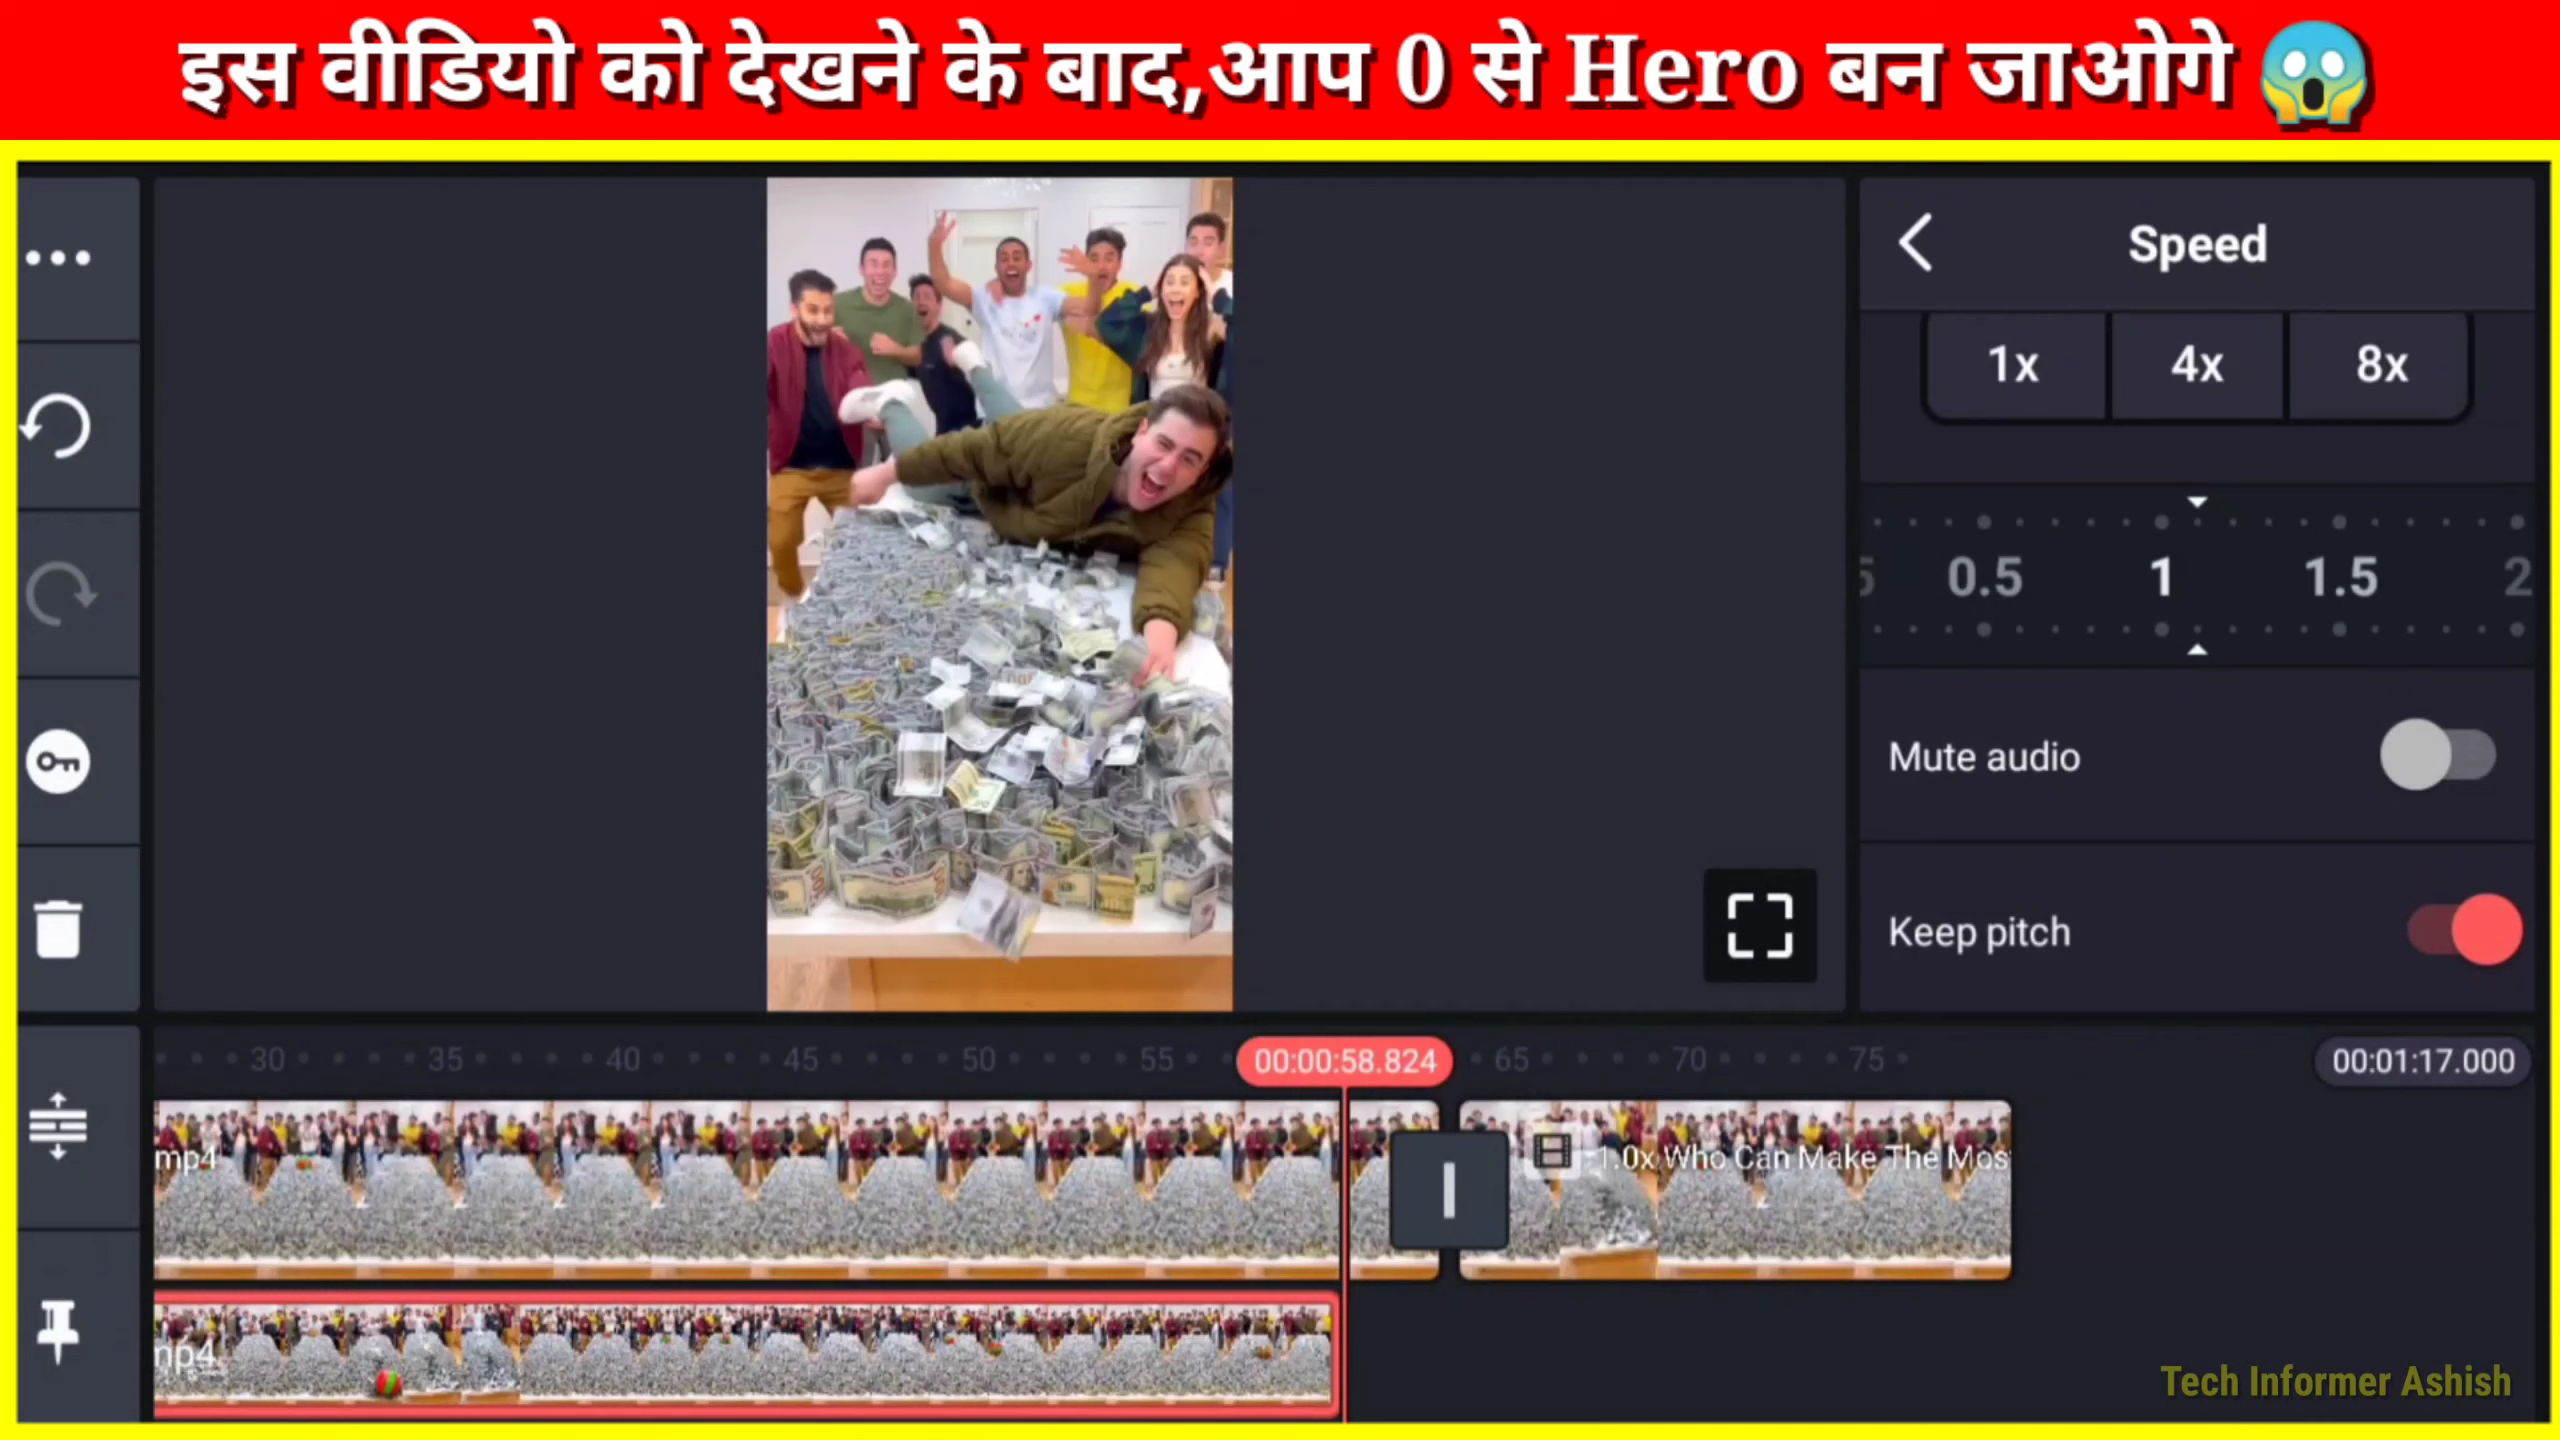 इस वीडियो को देखने के बाद,आप 0 से Hero बन जाओगे
Speed
1x 4x 8x
0.5 1 1.5 2
Mute audio
Keep pitch
30 35 40 45 50 55 00:00:58.824 65 70 75 00:01:17.000
mp4
1.0x Who Can Make The Mos
mp4
Tech Informer Ashish